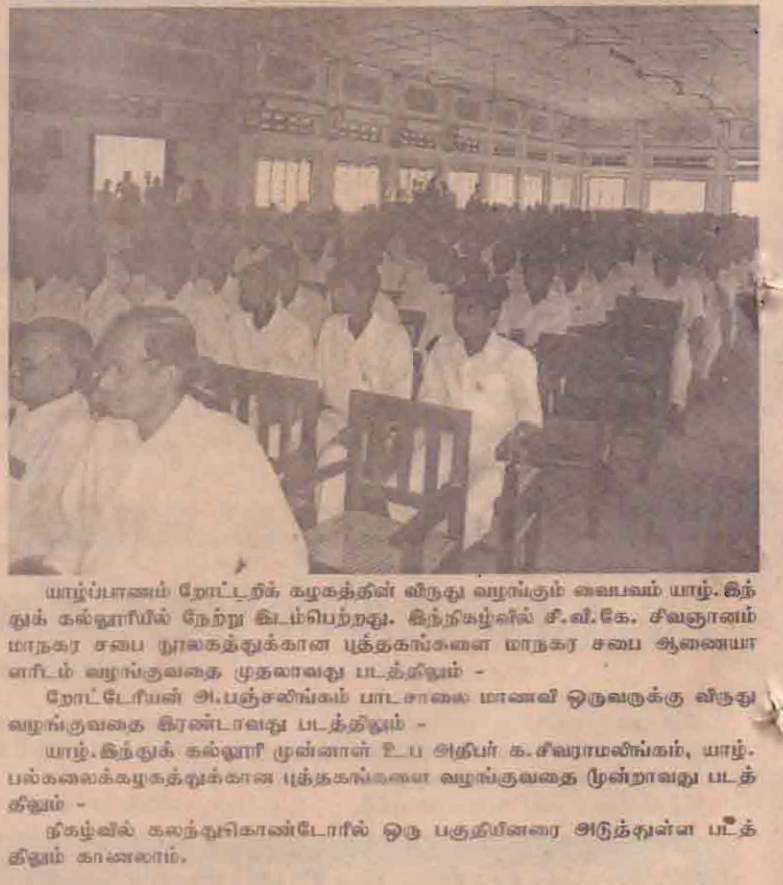 யாழ்ப்பாணம் றோட்டறிக் கழகத்தின் விருது வழங்கும் வைபவம் யாழ். இந்
துக் கல்லூரியில் நேற்று இடம்பெற்றது. இந்நிகழ்வில் சீ.வீ.கே. சிவஞானம்
மாநகர சபை நூலகத்துக்கான புத்தகங்களை மாநகர சபை ஆணையா
ளரிடம் வழங்குவதை முதலாவது படத்திலும் -
றோட்டேரியன் அ.பஞ்சலிங்கம் பாடசாலை மாணவி ஒருவருக்கு விருது
வழங்குவதை இரண்டாவது படத்திலும் -
யாழ். இந்துக் கல்லூரி முன்னாள் உப அதிபர் க.சிவராமலிங்கம், யாழ்.
பல்கலைக்கழகத்துக்கான புத்தகங்களை வழங்குவதை மூன்றாவது படத்
திலும் -
நிகழ்வில் கலந்துகொண்டோரில் ஒரு பகுதியினரை அடுத்துள்ள படத்
திலும் காணலாம்.